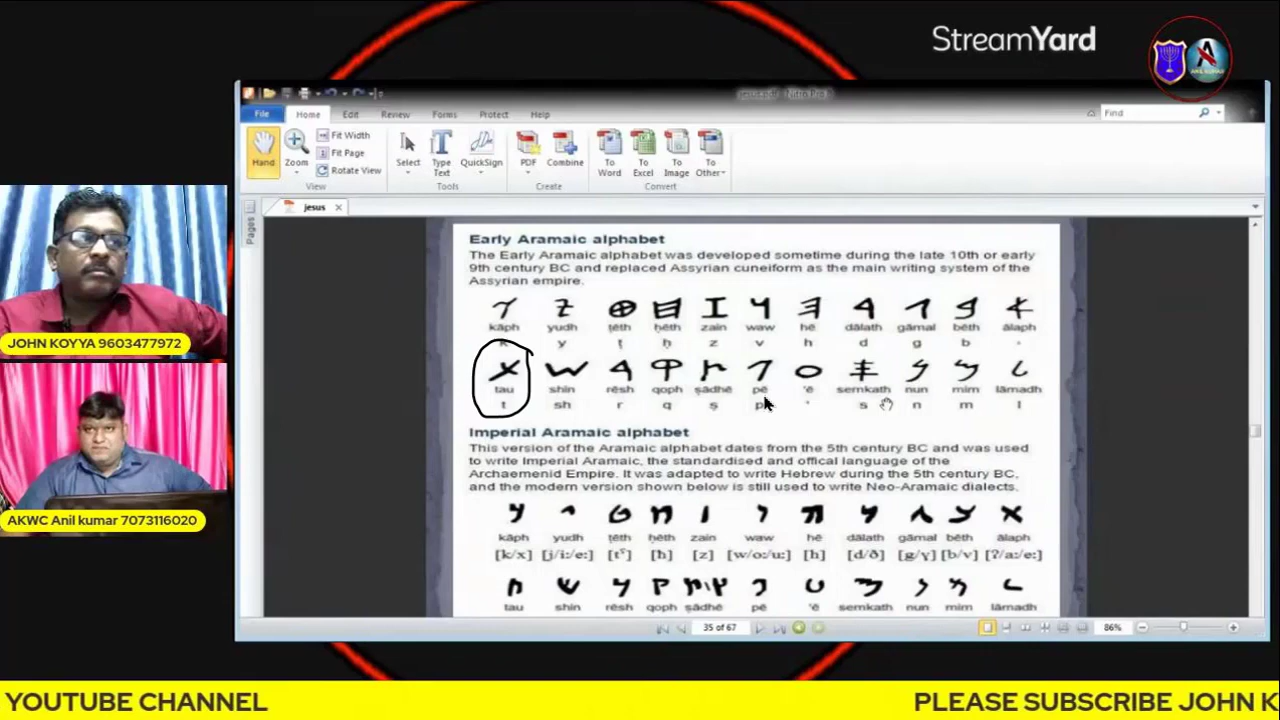 StreamYard
A
ANIL KUMAR
jesus.pdf - Nitro Pro
File Home Edit Review Forms Protect Help
Find
Hand
Zoom
Fit Width
Fit Page
Rotate View
Select
Type
Text
QuickSign
PDF
Combine
To
Word
To
Excel
To
Image
To
Other
View Tools Create Convert
jesus
Pages
Early Aramaic alphabet
The Early Aramaic alphabet was developed sometime during the late 10th or early
9th century BC and replaced Assyrian cuneiform as the main writing system of the
Assyrian empire.
kāph yudh ṭēth ḥēth zain waw hē dālath gāmal bēth ālaph
k y ṭ ḥ z v h d g b
tau shin rēsh qoph ṣādhē pē 'ē semkath nun mim lāmadh
t sh r q ṣ p ' s n m l
Imperial Aramaic alphabet
This version of the Aramaic alphabet dates from the 5th century BC and was used
to write Imperial Aramaic, the standardised and offical language of the
Archaemenid Empire. It was adapted to write Hebrew during the 5th century BC,
and the modern version shown below is still used to write Neo-Aramaic dialects.
kāph yudh ṭēth ḥēth zain waw hē dālath gāmal bēth ālaph
[k/x] [j/i:/e:] [tˤ] [ħ] [z] [w/o:/u:] [h] [d/ð] [g/ɣ] [b/v] [ʔ/a:/e:]
tau shin rēsh qoph ṣādhē pē 'ē semkath nun mim lāmadh
35 of 67
86%
JOHN KOYYA 9603477972
AKWC Anil kumar 7073116020
YOUTUBE CHANNEL PLEASE SUBSCRIBE JOHN K